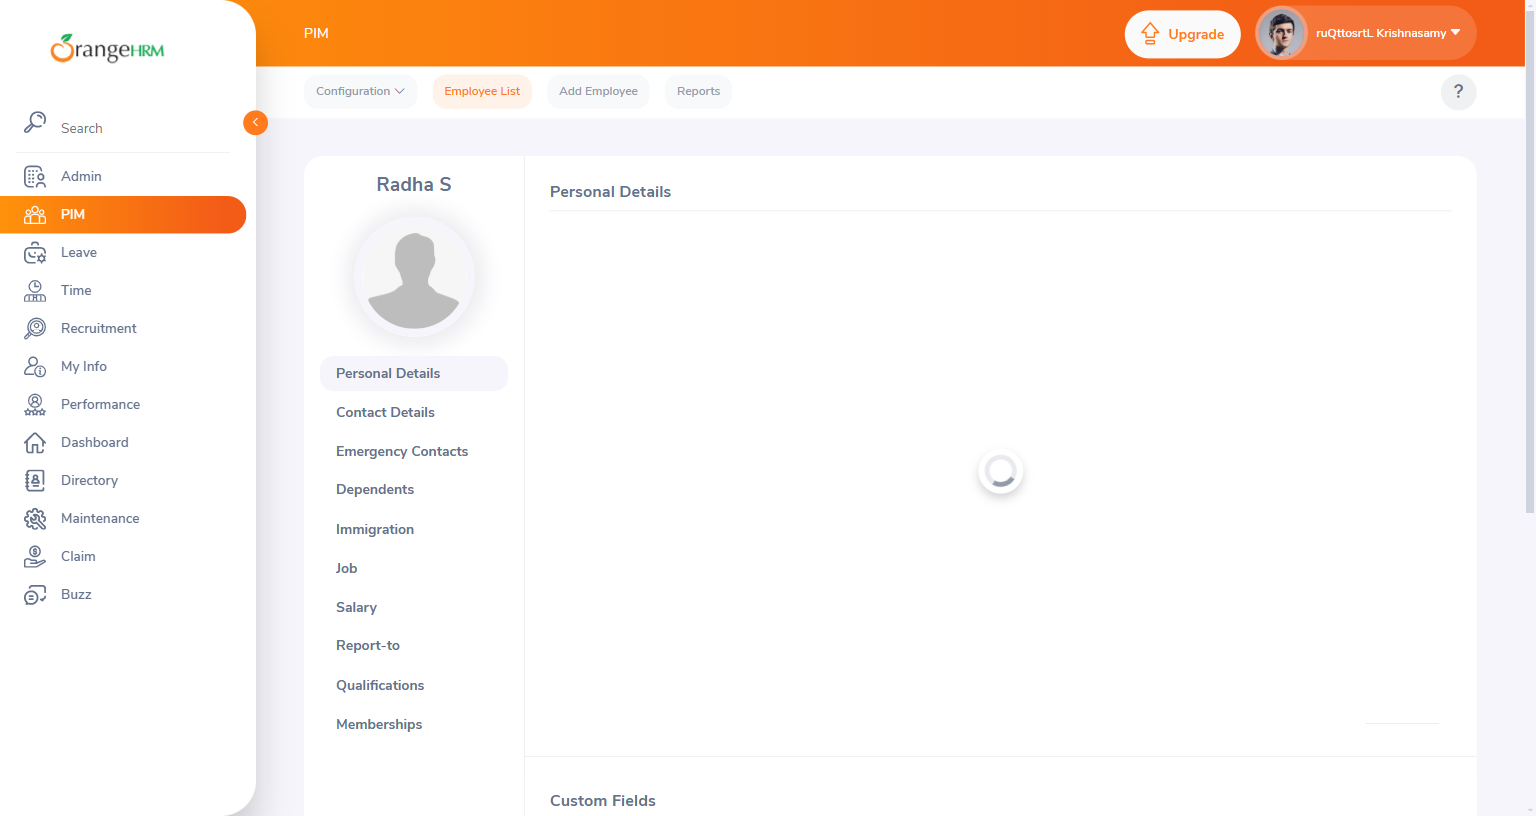 OrangeHRM
Search
Admin
PIM
Leave
Time
Recruitment
My Info
Performance
Dashboard
Directory
Maintenance
Claim
Buzz
PIM
Upgrade
ruQttosrtL Krishnasamy
Configuration
Employee List
Add Employee
Reports
?
Radha S
Personal Details
Contact Details
Emergency Contacts
Dependents
Immigration
Job
Salary
Report-to
Qualifications
Memberships
Personal Details
Custom Fields